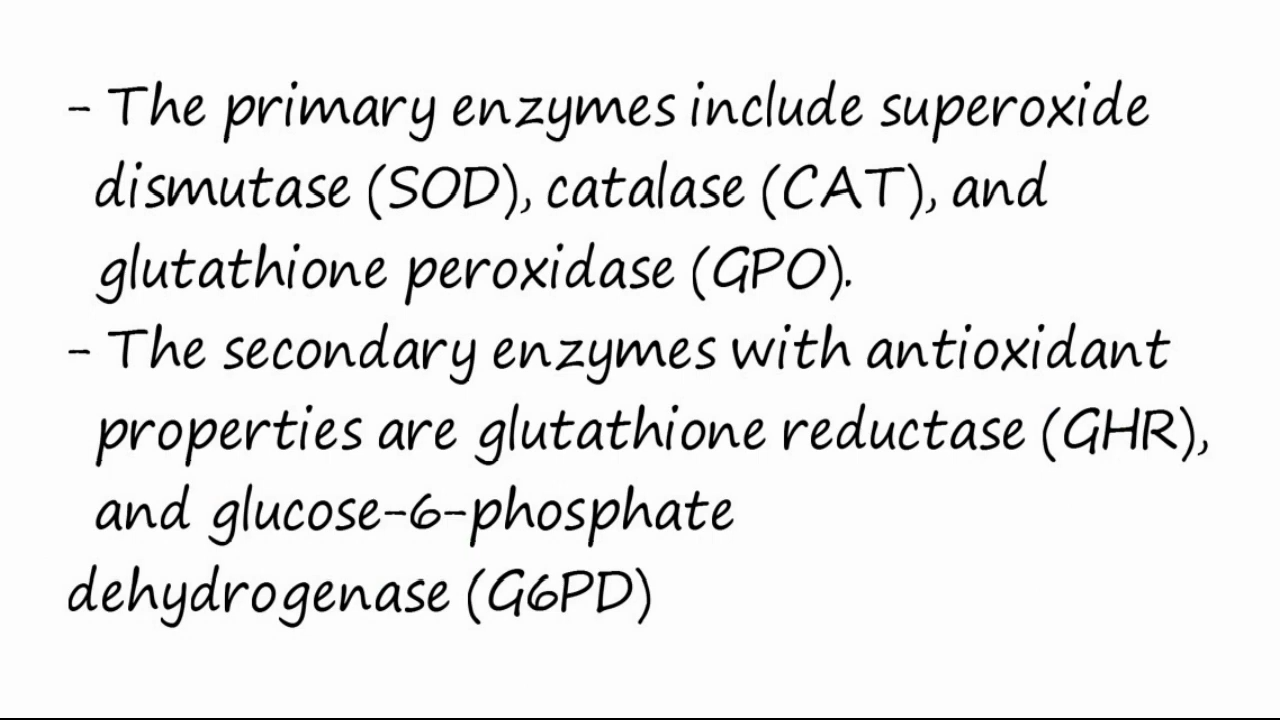 - The primary enzymes include superoxide
dismutase (SOD), catalase (CAT), and
glutathione peroxidase (GPO).
- The secondary enzymes with antioxidant
properties are glutathione reductase (GHR),
and glucose-6-phosphate
dehydrogenase (G6PD)